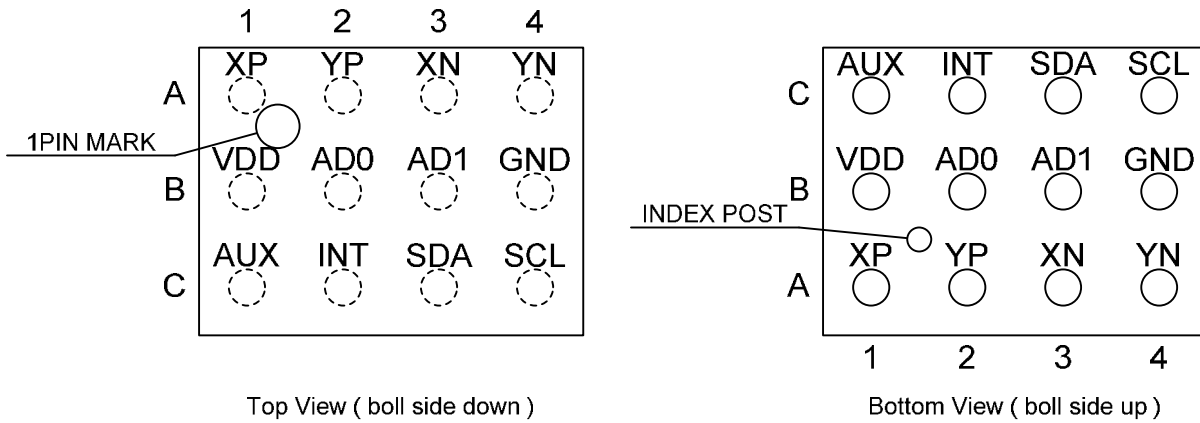 1 2 3 4
XP YP XN YN
A
1PIN MARK
VDD AD0 AD1 GND
B
AUX INT SDA SCL
C
Top View ( boll side down )
AUX INT SDA SCL
C
VDD AD0 AD1 GND
B
INDEX POST
XP YP XN YN
A
1 2 3 4
Bottom View ( boll side up )